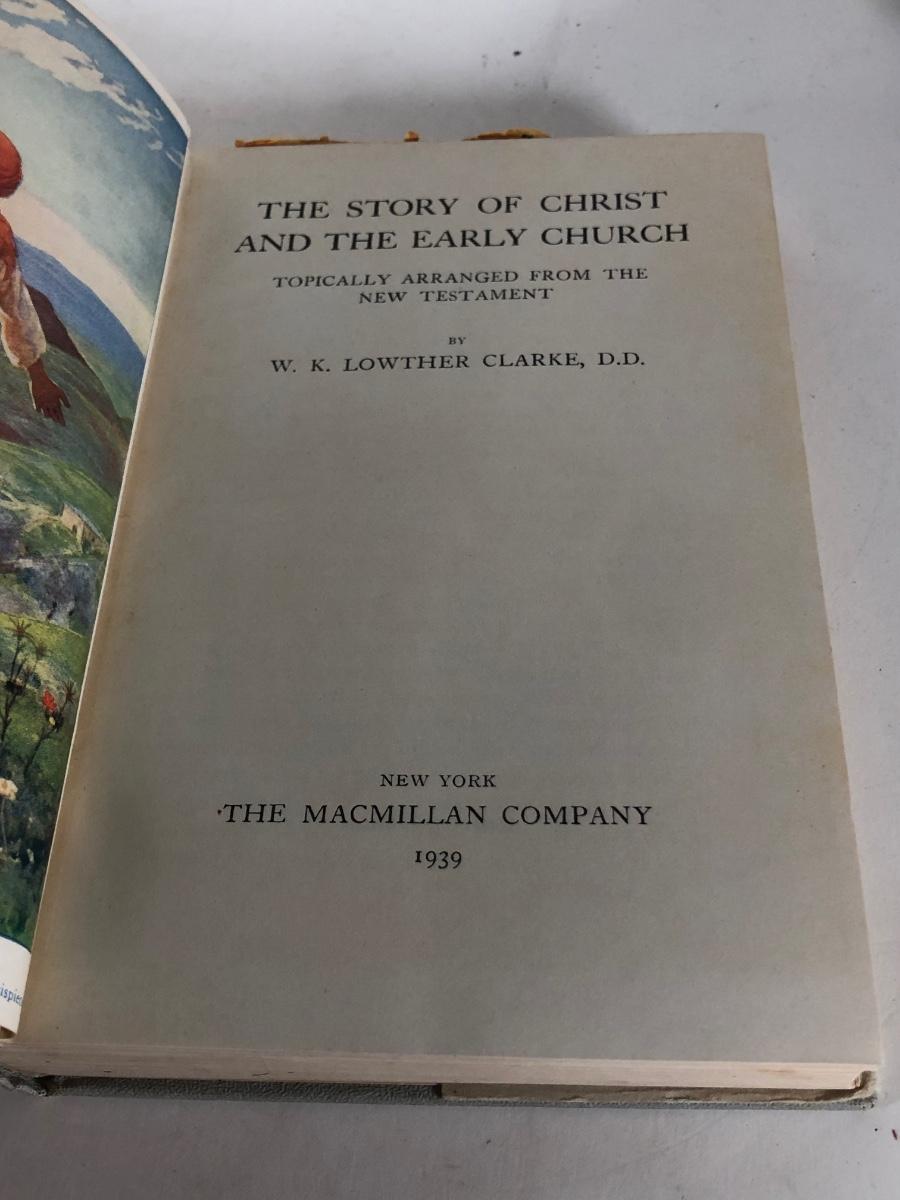 THE STORY OF CHRIST
AND THE EARLY CHURCH
TOPICALLY ARRANGED FROM THE
NEW TESTAMENT
BY
W. K. LOWTHER CLARKE, D.D.
NEW YORK
THE MACMILLAN COMPANY
1939